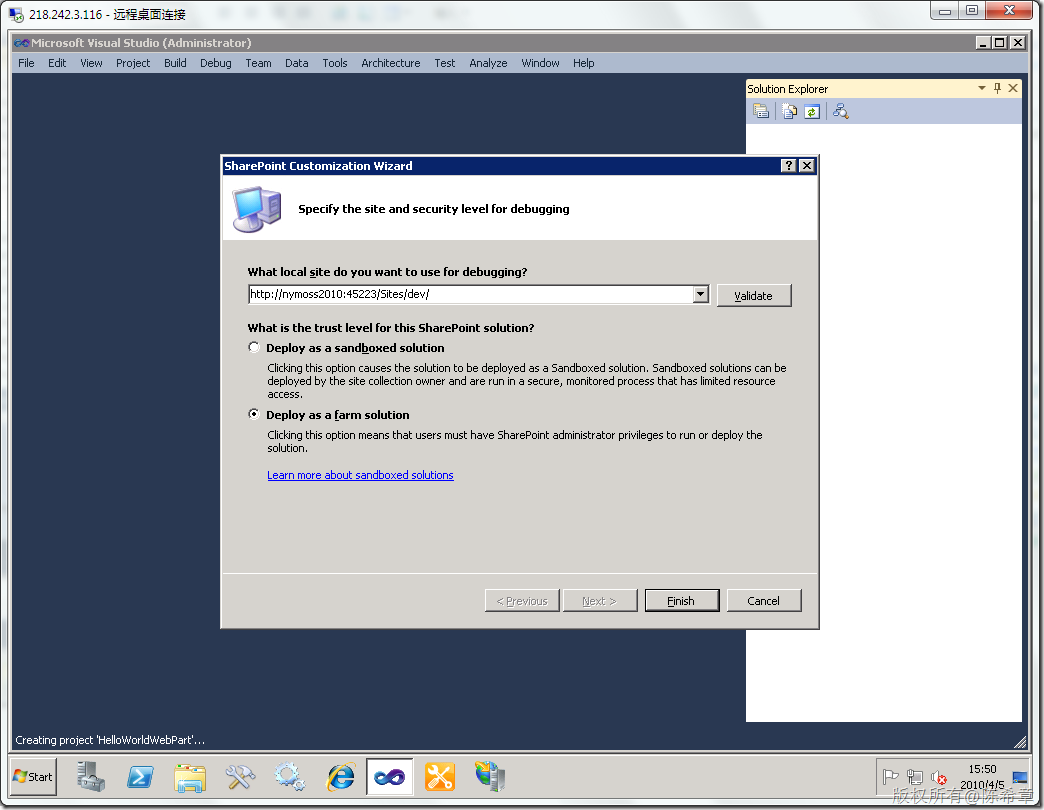 218.242.3.116 - 远程桌面连接
Microsoft Visual Studio (Administrator)
File Edit View Project Build Debug Team Data Tools Architecture Test Analyze Window Help
Solution Explorer
SharePoint Customization Wizard
Specify the site and security level for debugging
What local site do you want to use for debugging?
http://nymoss2010:45223/Sites/dev/
Validate
What is the trust level for this SharePoint solution?
Deploy as a sandboxed solution
Clicking this option causes the solution to be deployed as a Sandboxed solution. Sandboxed solutions can be
deployed by the site collection owner and are run in a secure, monitored process that has limited resource
access.
Deploy as a farm solution
Clicking this option means that users must have SharePoint administrator privileges to run or deploy the
solution.
Learn more about sandboxed solutions
< Previous Next > Finish Cancel
Creating project 'HelloWorldWebPart'...
Start
15:50
2010/4/5
版权所有@陈希章